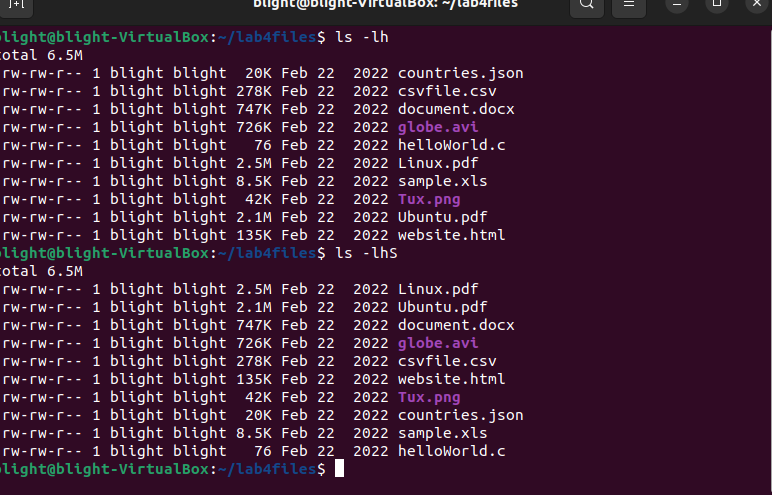 blight@blight-VirtualBox: ~/lab4files
blight@blight-VirtualBox:~/lab4files$ ls -lh
total 6.5M
rw-rw-r-- 1 blight blight  20K Feb 22  2022 countries.json
rw-rw-r-- 1 blight blight 278K Feb 22  2022 csvfile.csv
rw-rw-r-- 1 blight blight 747K Feb 22  2022 document.docx
rw-rw-r-- 1 blight blight 726K Feb 22  2022 globe.avi
rw-rw-r-- 1 blight blight   76 Feb 22  2022 helloWorld.c
rw-rw-r-- 1 blight blight 2.5M Feb 22  2022 Linux.pdf
rw-rw-r-- 1 blight blight 8.5K Feb 22  2022 sample.xls
rw-rw-r-- 1 blight blight  42K Feb 22  2022 Tux.png
rw-rw-r-- 1 blight blight 2.1M Feb 22  2022 Ubuntu.pdf
rw-rw-r-- 1 blight blight 135K Feb 22  2022 website.html
blight@blight-VirtualBox:~/lab4files$ ls -lhS
total 6.5M
rw-rw-r-- 1 blight blight 2.5M Feb 22  2022 Linux.pdf
rw-rw-r-- 1 blight blight 2.1M Feb 22  2022 Ubuntu.pdf
rw-rw-r-- 1 blight blight 747K Feb 22  2022 document.docx
rw-rw-r-- 1 blight blight 726K Feb 22  2022 globe.avi
rw-rw-r-- 1 blight blight 278K Feb 22  2022 csvfile.csv
rw-rw-r-- 1 blight blight 135K Feb 22  2022 website.html
rw-rw-r-- 1 blight blight  42K Feb 22  2022 Tux.png
rw-rw-r-- 1 blight blight  20K Feb 22  2022 countries.json
rw-rw-r-- 1 blight blight 8.5K Feb 22  2022 sample.xls
rw-rw-r-- 1 blight blight   76 Feb 22  2022 helloWorld.c
blight@blight-VirtualBox:~/lab4files$